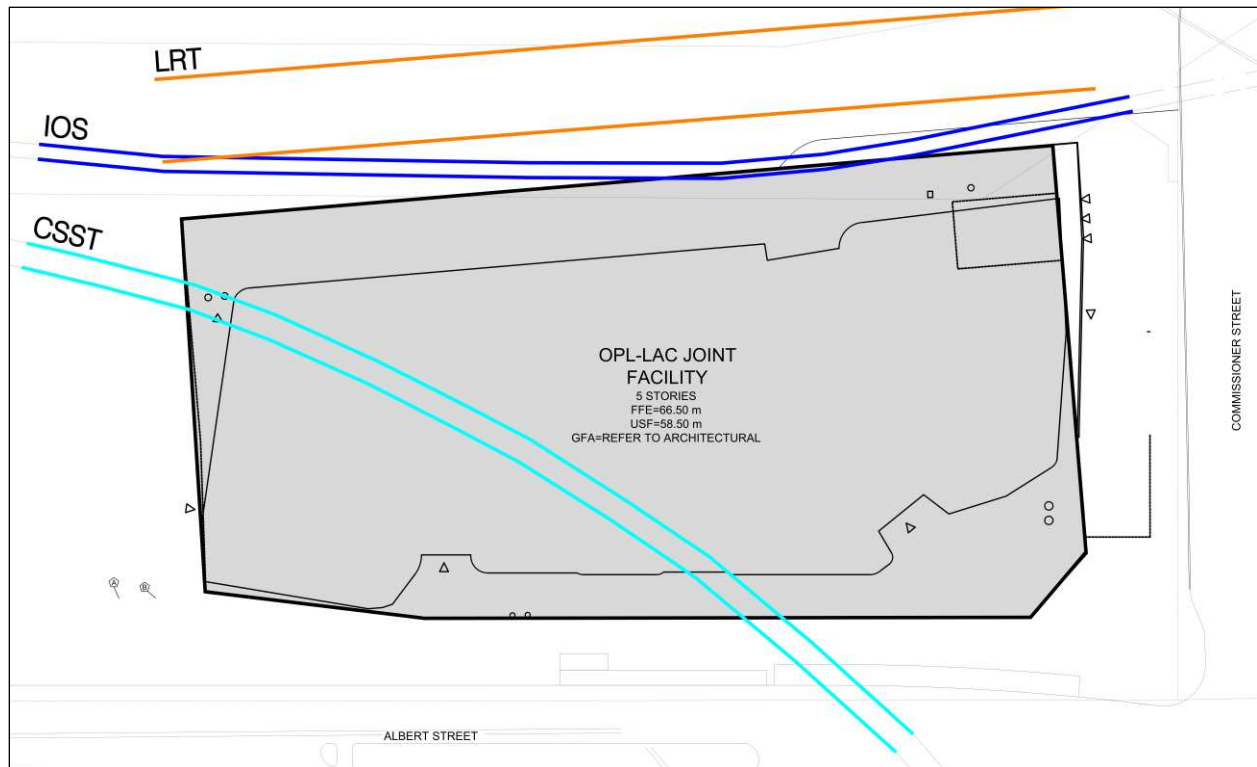 LRT
IOS
CSST
OPL-LAC JOINT
FACILITY
5 STORIES
FFE=66.50 m
USF=58.50 m
GFA=REFER TO ARCHITECTURAL
COMMISSIONER STREET
A
B
ALBERT STREET